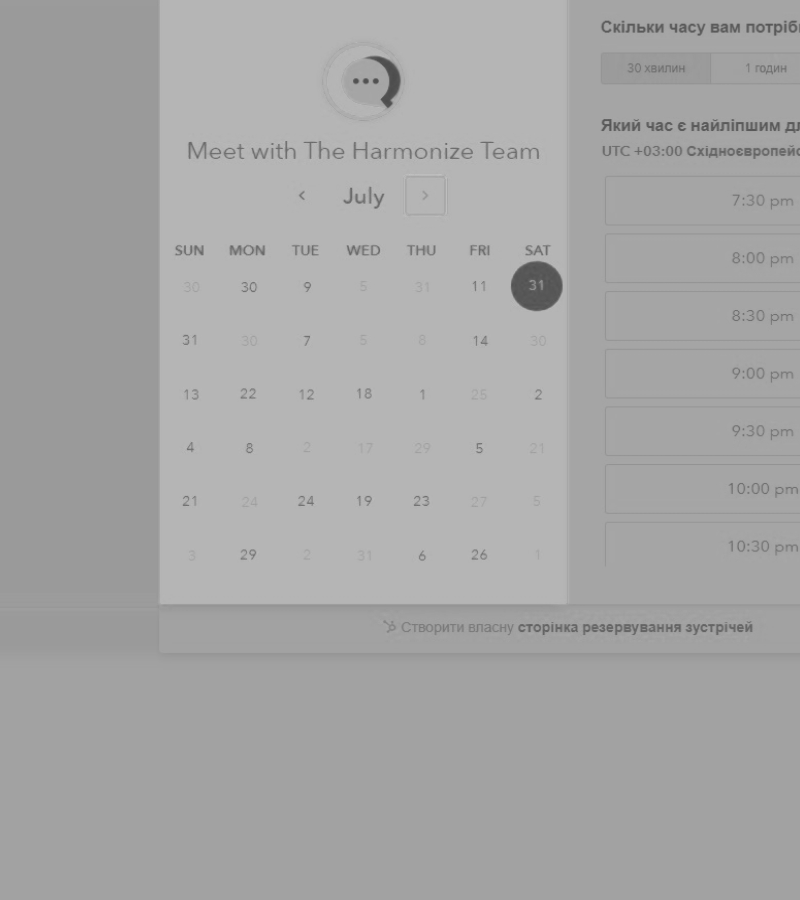 Meet with The Harmonize Team
July
SUN MON TUE WED THU FRI SAT
30 30 9 5 31 11 31
31 30 7 5 8 14 30
13 22 12 18 1 25 2
4 8 2 17 29 5 21
21 24 24 19 23 27 5
3 29 2 31 6 26 1
Скільки часу вам
30 хвилин 1 годин
Який час є найліпшим
UTC +03:00
7:30 pm
8:00 pm
8:30 pm
9:00 pm
9:30 pm
10:00 pm
10:30 pm
Створити власну сторінка резервування зустрічей